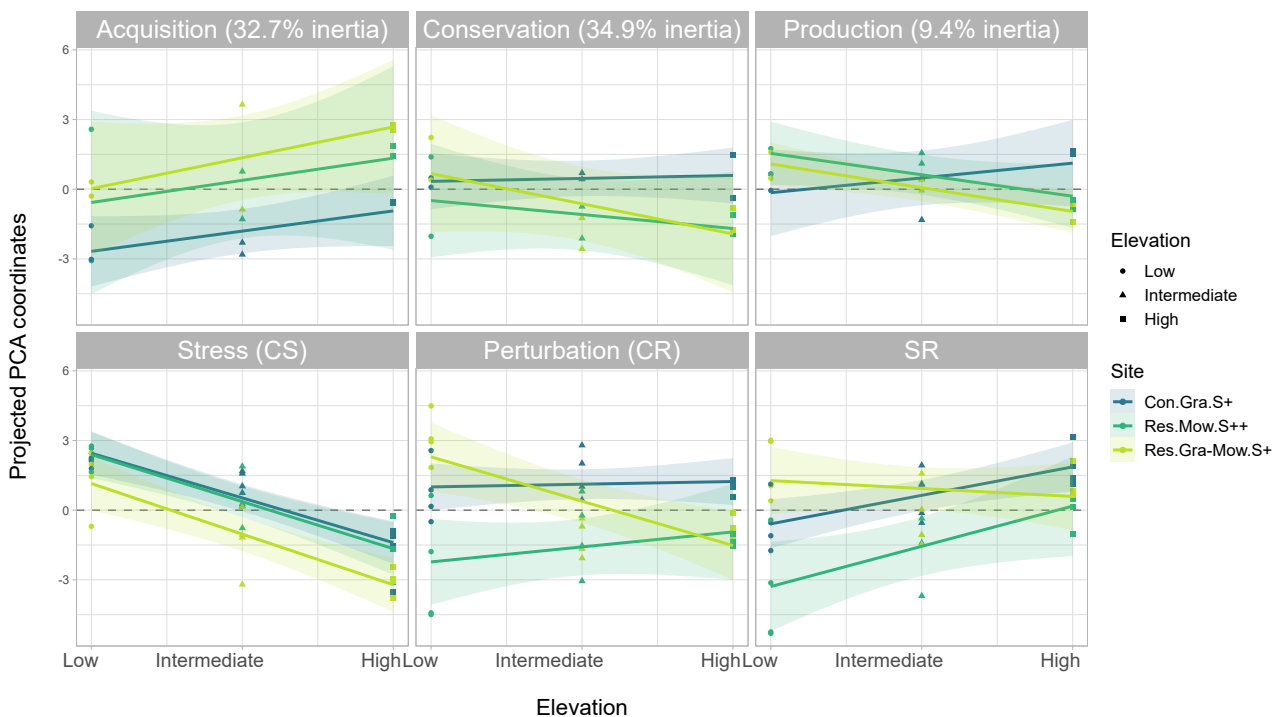 Acquisition (32.7% inertia) Conservation (34.9% inertia) Production (9.4% inertia)
6
3
0
-3
Stress (CS) Perturbation (CR) SR
6
3
0
-3
Low Intermediate High Low Intermediate High Low Intermediate High
Elevation
Projected PCA coordinates
Elevation
Low
Intermediate
High
Site
Con.Gra.S+
Res.Mow.S++
Res.Gra-Mow.S+